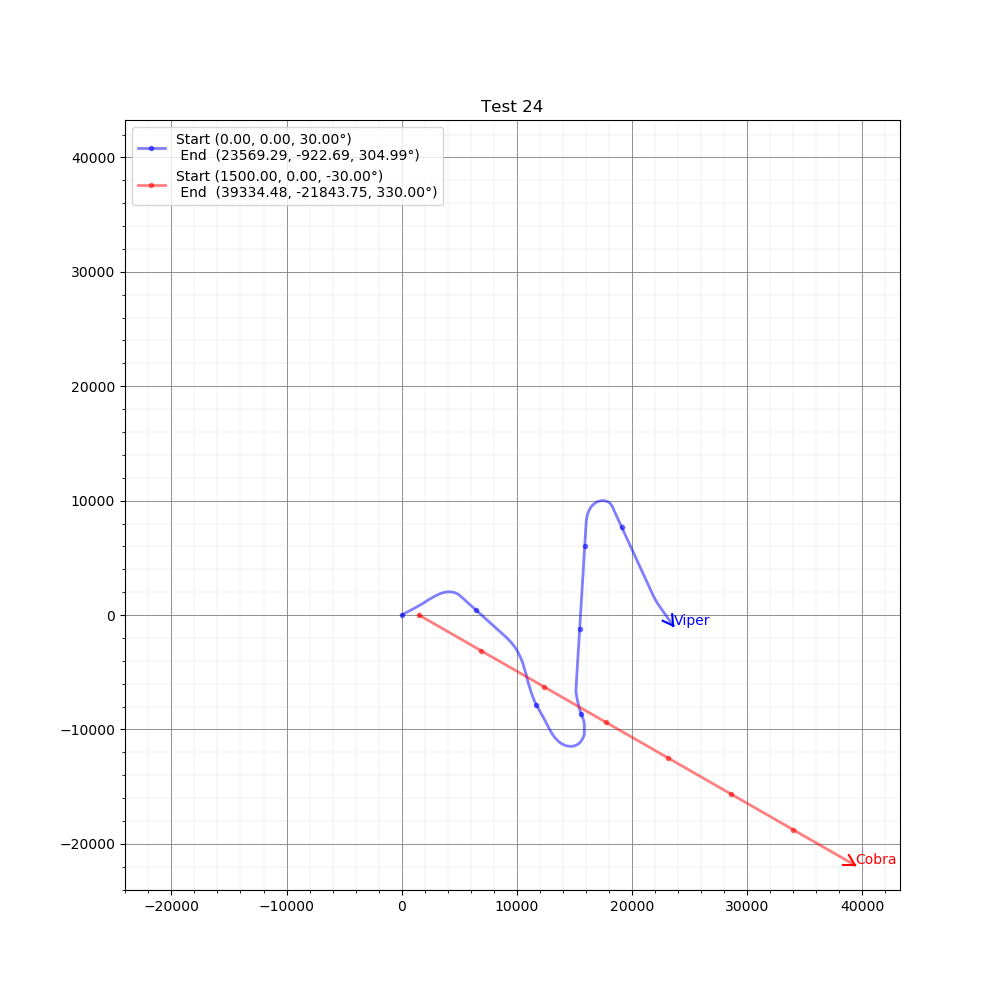 Test 24
Start (0.00, 0.00, 30.00°)
End  (23569.29, -922.69, 304.99°)
Start (1500.00, 0.00, -30.00°)
End  (39334.48, -21843.75, 330.00°)
40000
30000
20000
10000
0
−10000
−20000
Viper
Cobra
−20000 −10000 0 10000 20000 30000 40000